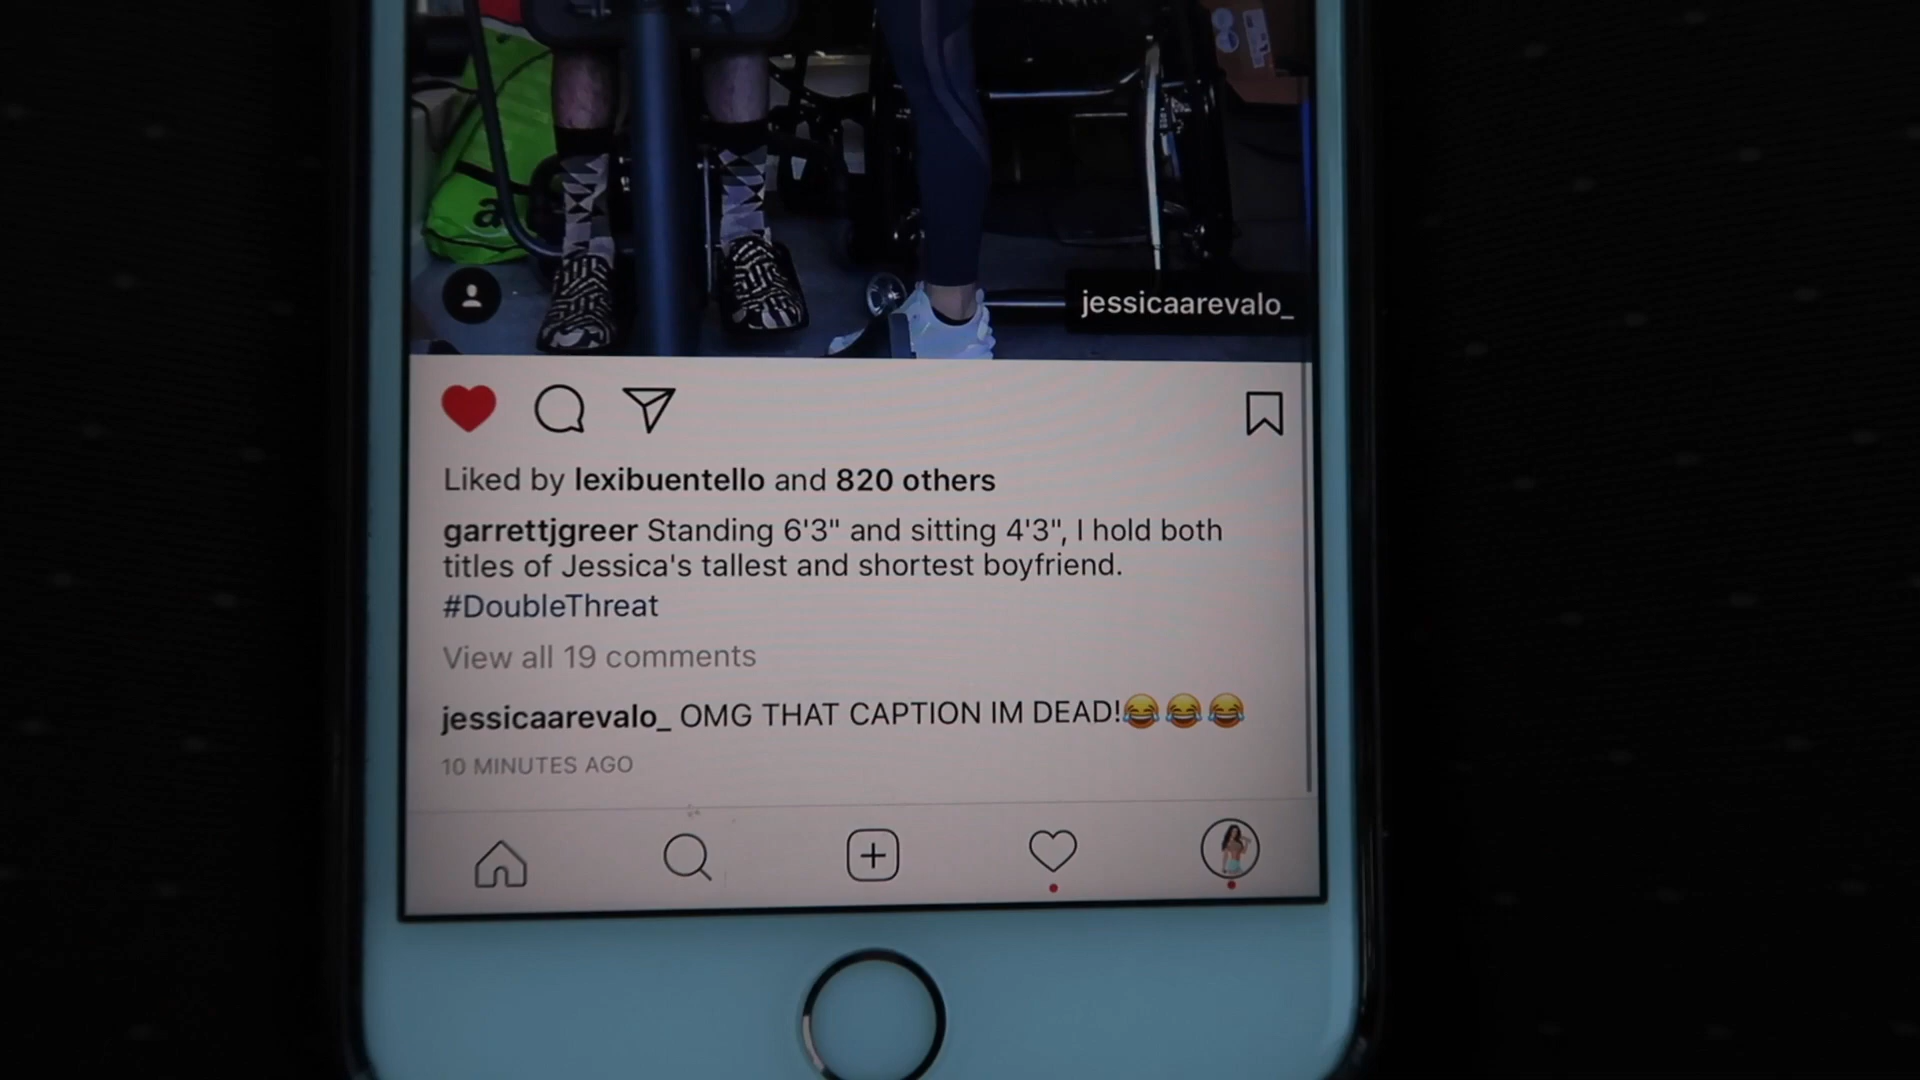 a
jessicaarevalo_
Liked by lexibuentello and 820 others
garrettjgreer Standing 6'3" and sitting 4'3", I hold both
titles of Jessica's tallest and shortest boyfriend.
#DoubleThreat
View all 19 comments
jessicaarevalo_ OMG THAT CAPTION IM DEAD!😂😂😂
10 MINUTES AGO